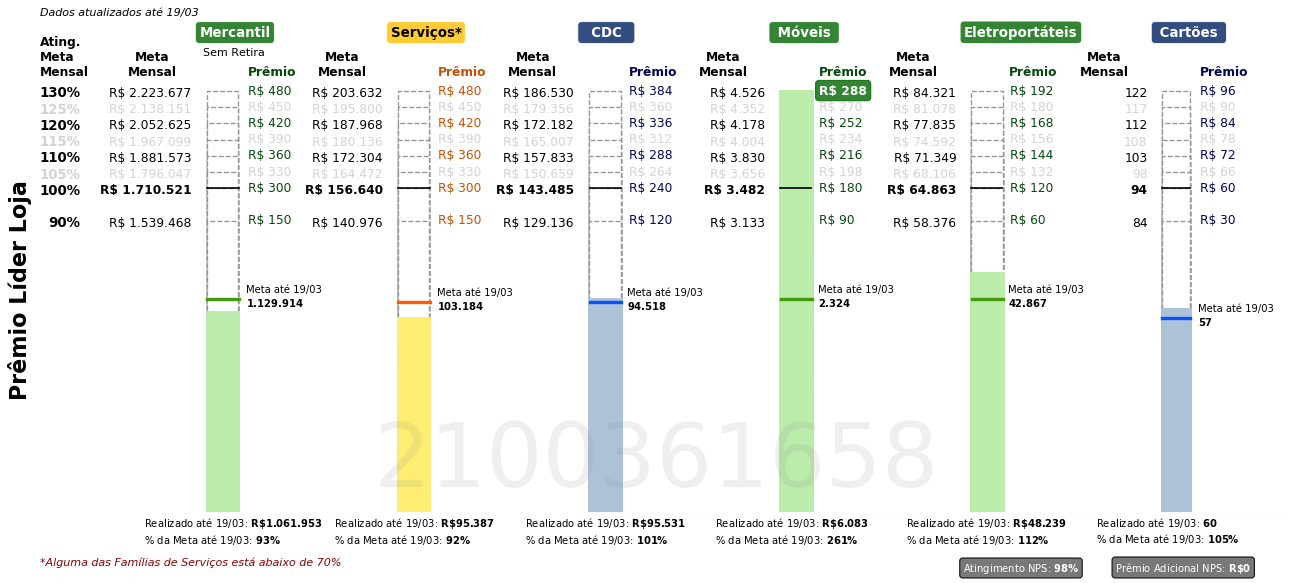 Dados atualizados até 19/03
Mercantil Serviços* CDC Móveis Eletroportáteis Cartões
Sem Retira
Ating. Meta Mensal
Meta Mensal Prêmio Meta Mensal Prêmio Meta Mensal Prêmio Meta Mensal Prêmio Meta Mensal Prêmio Meta Mensal Prêmio
130% R$ 2.223.677 R$ 480 R$ 203.632 R$ 480 R$ 186.530 R$ 384 R$ 4.526 R$ 288 R$ 84.321 R$ 192 122 R$ 96
125% R$ 2.138.151 R$ 450 R$ 195.800 R$ 450 R$ 179.356 R$ 360 R$ 4.352 R$ 270 R$ 81.078 R$ 180 117 R$ 90
120% R$ 2.052.625 R$ 420 R$ 187.968 R$ 420 R$ 172.182 R$ 336 R$ 4.178 R$ 252 R$ 77.835 R$ 168 112 R$ 84
115% R$ 1.967.099 R$ 390 R$ 180.136 R$ 390 R$ 165.007 R$ 312 R$ 4.004 R$ 234 R$ 74.592 R$ 156 108 R$ 78
110% R$ 1.881.573 R$ 360 R$ 172.304 R$ 360 R$ 157.833 R$ 288 R$ 3.830 R$ 216 R$ 71.349 R$ 144 103 R$ 72
105% R$ 1.796.047 R$ 330 R$ 164.472 R$ 330 R$ 150.659 R$ 264 R$ 3.656 R$ 198 R$ 68.106 R$ 132 98 R$ 66
100% R$ 1.710.521 R$ 300 R$ 156.640 R$ 300 R$ 143.485 R$ 240 R$ 3.482 R$ 180 R$ 64.863 R$ 120 94 R$ 60
90% R$ 1.539.468 R$ 150 R$ 140.976 R$ 150 R$ 129.136 R$ 120 R$ 3.133 R$ 90 R$ 58.376 R$ 60 84 R$ 30
Prêmio Líder Loja
Meta até 19/03 Meta até 19/03 Meta até 19/03 Meta até 19/03 Meta até 19/03 Meta até 19/03
1.129.914 103.184 94.518 2.324 42.867 57
2100361658
Realizado até 19/03: R$1.061.953 Realizado até 19/03: R$95.387 Realizado até 19/03: R$95.531 Realizado até 19/03: R$6.083 Realizado até 19/03: R$48.239 Realizado até 19/03: 60
% da Meta até 19/03: 93% % da Meta até 19/03: 92% % da Meta até 19/03: 101% % da Meta até 19/03: 261% % da Meta até 19/03: 112% % da Meta até 19/03: 105%
*Alguma das Famílias de Serviços está abaixo de 70%
Atingimento NPS: 98% Prêmio Adicional NPS: R$0